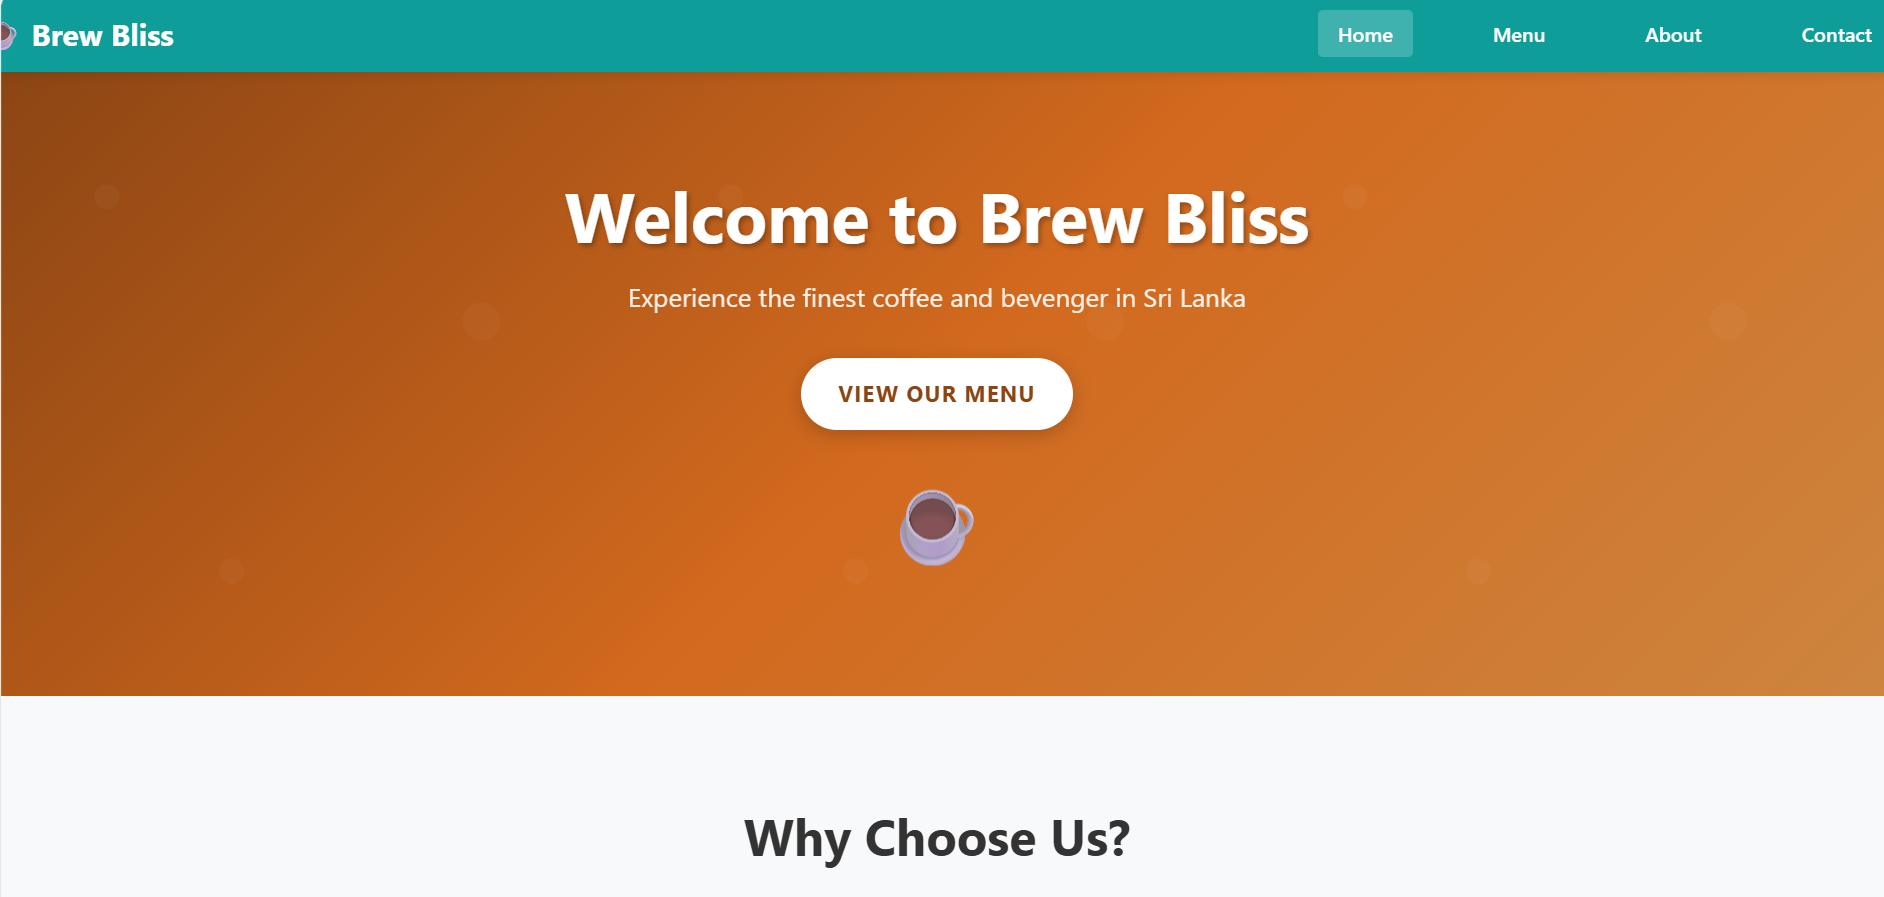 Brew Bliss
Home
Menu
About
Contact
Welcome to Brew Bliss
Experience the finest coffee and bevenger in Sri Lanka
VIEW OUR MENU
Why Choose Us?